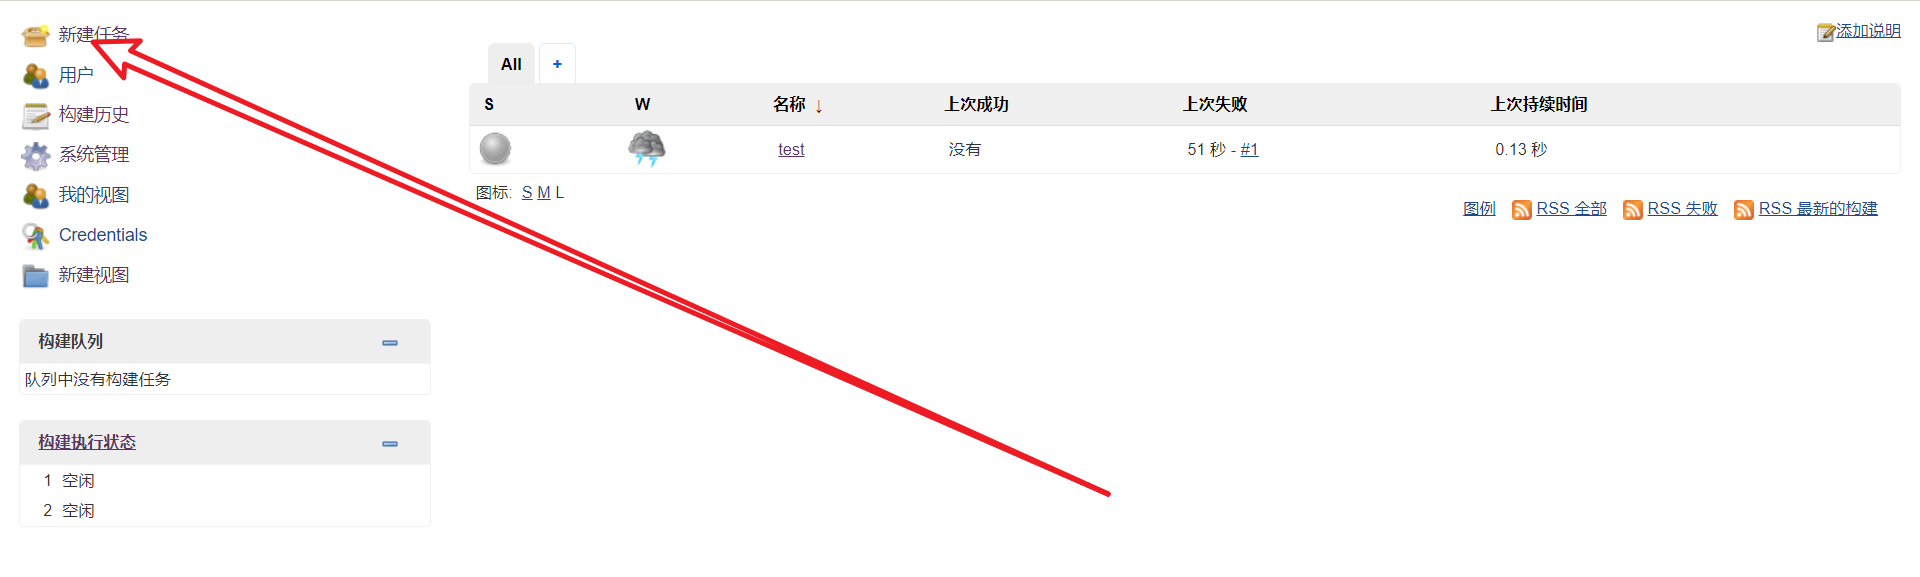 新建任务
用户
构建历史
系统管理
我的视图
Credentials
新建视图
构建队列
队列中没有构建任务
构建执行状态
1 空闲
2 空闲
添加说明
All +
S W 名称 ↓ 上次成功 上次失败 上次持续时间
test 没有 51 秒 - #1 0.13 秒
图标: S M L
图例 RSS 全部 RSS 失败 RSS 最新的构建